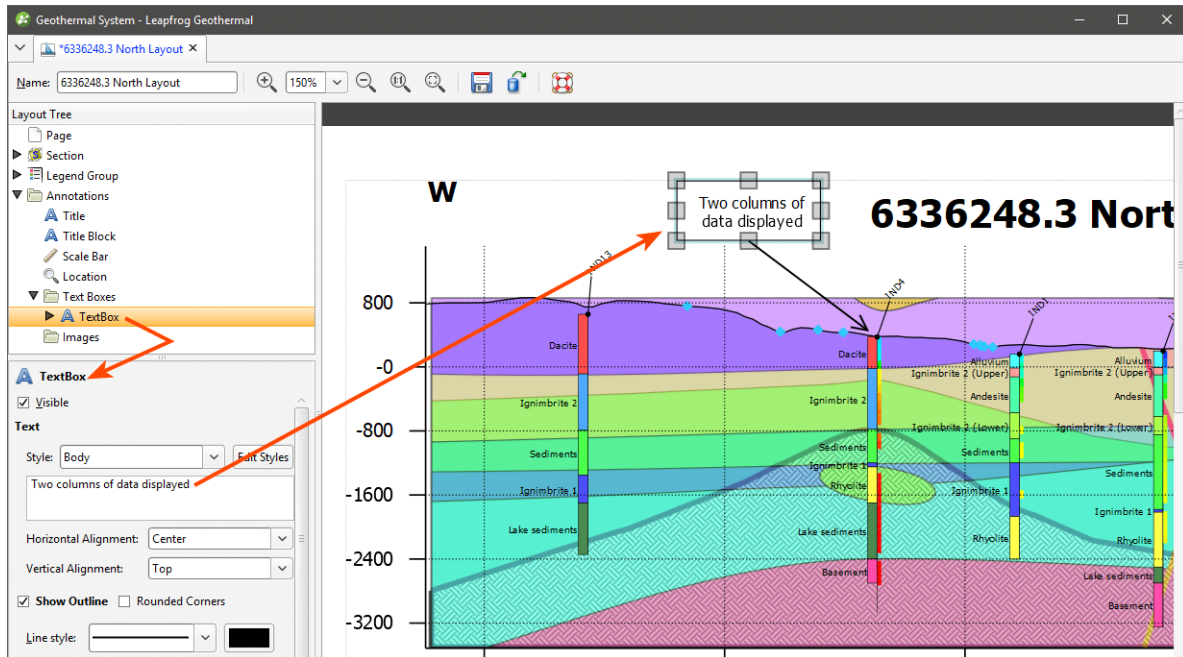 Geothermal System - Leapfrog Geothermal
*6336248.3 North Layout
Name: 6336248.3 North Layout
150%
Layout Tree
Page
Section
Legend Group
Annotations
Title
Title Block
Scale Bar
Location
Text Boxes
TextBox
Images
TextBox
Visible
Text
Style: Body
Edit Styles
Two columns of data displayed
Horizontal Alignment: Center
Vertical Alignment: Top
Show Outline
Rounded Corners
Line style:
W
Two columns of
data displayed
6336248.3 Nort
IND4
IND1
800
-0
-800
-1600
-2400
-3200
Dacite
Ignimbrite 2
Sediments
Ignimbrite 1
Lake sediments
Dacite
Ignimbrite 2
Sediments
Ignimbrite 1
Rhyolite
Lake sediments
Basement
Alluvium
Ignimbrite 2 (Upper)
Andesite
Ignimbrite 2 (Lower)
Sediments
Ignimbrite 1
Rhyolite
Alluvium
Ignimbrite 2 (Upper)
Andesite
Ignimbrite 2 (Lower)
Sediments
Ignimbrite 1
Rhyolite
Lake sediments
Basement